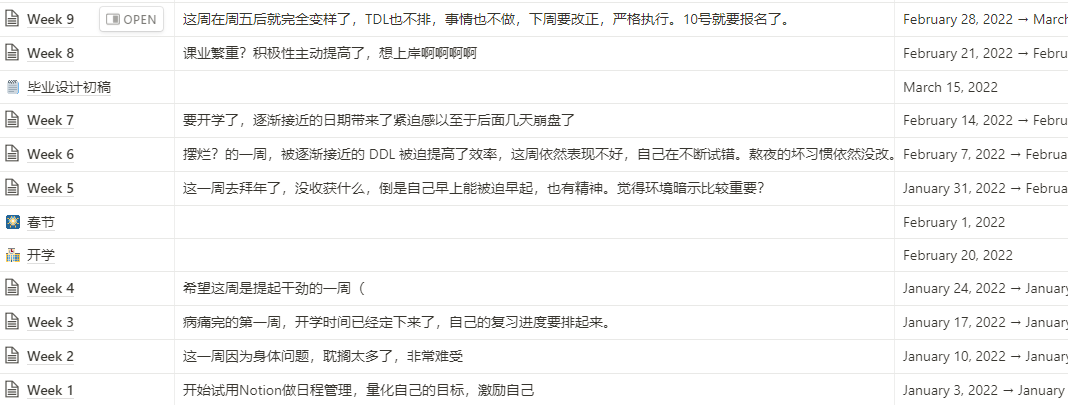 Week 9 OPEN 这周在周五后就完全变样了，TDL也不排，事情也不做，下周要改正，严格执行。10号就要报名了。 February 28, 2022 → March
Week 8 课业繁重？积极性主动提高了，想上岸啊啊啊啊 February 21, 2022 → Febru
毕业设计初稿 March 15, 2022
Week 7 要开学了，逐渐接近的日期带来了紧迫感以至于后面几天崩盘了 February 14, 2022 → Febru
Week 6 摆烂？的一周，被逐渐接近的 DDL 被迫提高了效率，这周依然表现不好，自己在不断试错。熬夜的坏习惯依然没改。 February 7, 2022 → Februa
Week 5 这一周去拜年了，没收获什么，倒是自己早上能被迫早起，也有精神。觉得环境暗示比较重要？ January 31, 2022 → Februa
春节 February 1, 2022
开学 February 20, 2022
Week 4 希望这周是提起干劲的一周（ January 24, 2022 → January
Week 3 病痛完的第一周，开学时间已经定下来了，自己的复习进度要排起来。 January 17, 2022 → January
Week 2 这一周因为身体问题，耽搁太多了，非常难受 January 10, 2022 → January
Week 1 开始试用Notion做日程管理，量化自己的目标，激励自己 January 3, 2022 → January